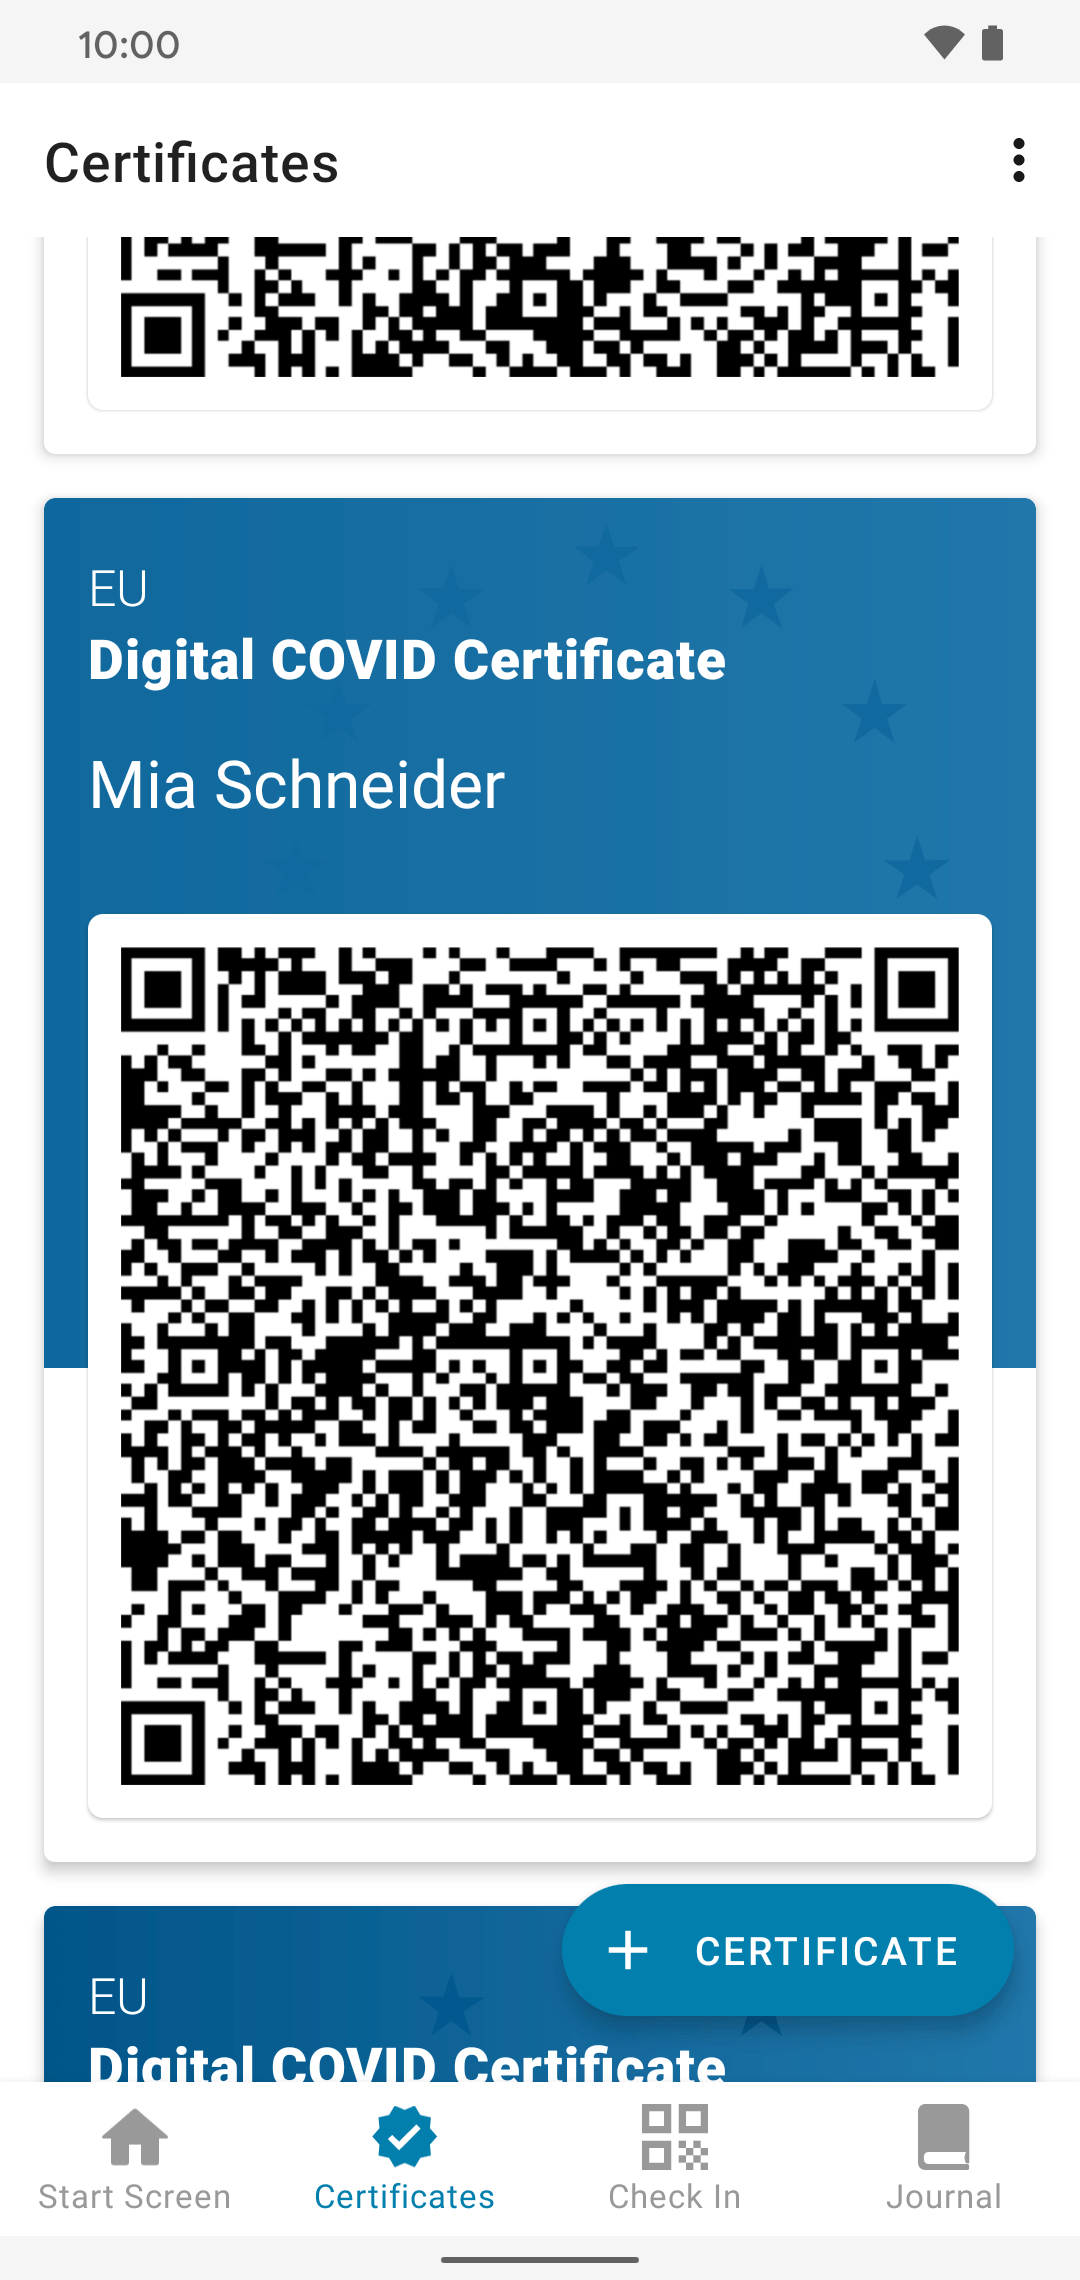 10:00
Certificates
EU
Digital COVID Certificate
Mia Schneider
+ CERTIFICATE
EU
Digital COVID Certificate
Start Screen
Certificates
Check In
Journal